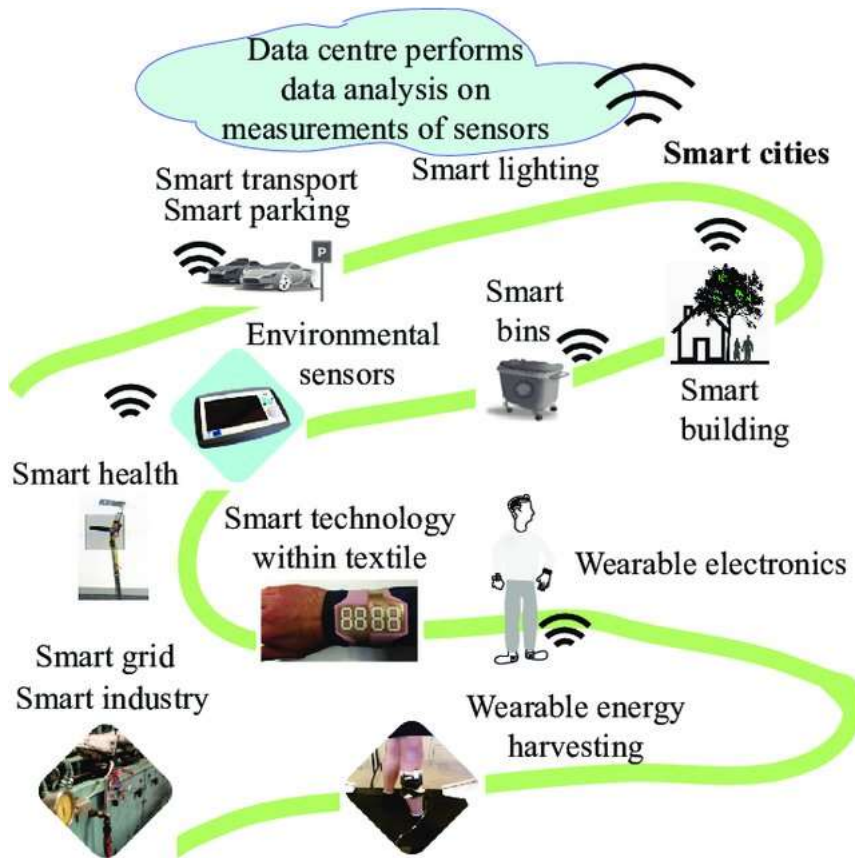 Data centre performs
data analysis on
measurements of sensors
Smart cities
Smart lighting
Smart transport
Smart parking
P
Smart
bins
Environmental
sensors
Smart
building
Smart health
Smart technology
within textile
8888
Wearable electronics
Smart grid
Smart industry
Wearable energy
harvesting